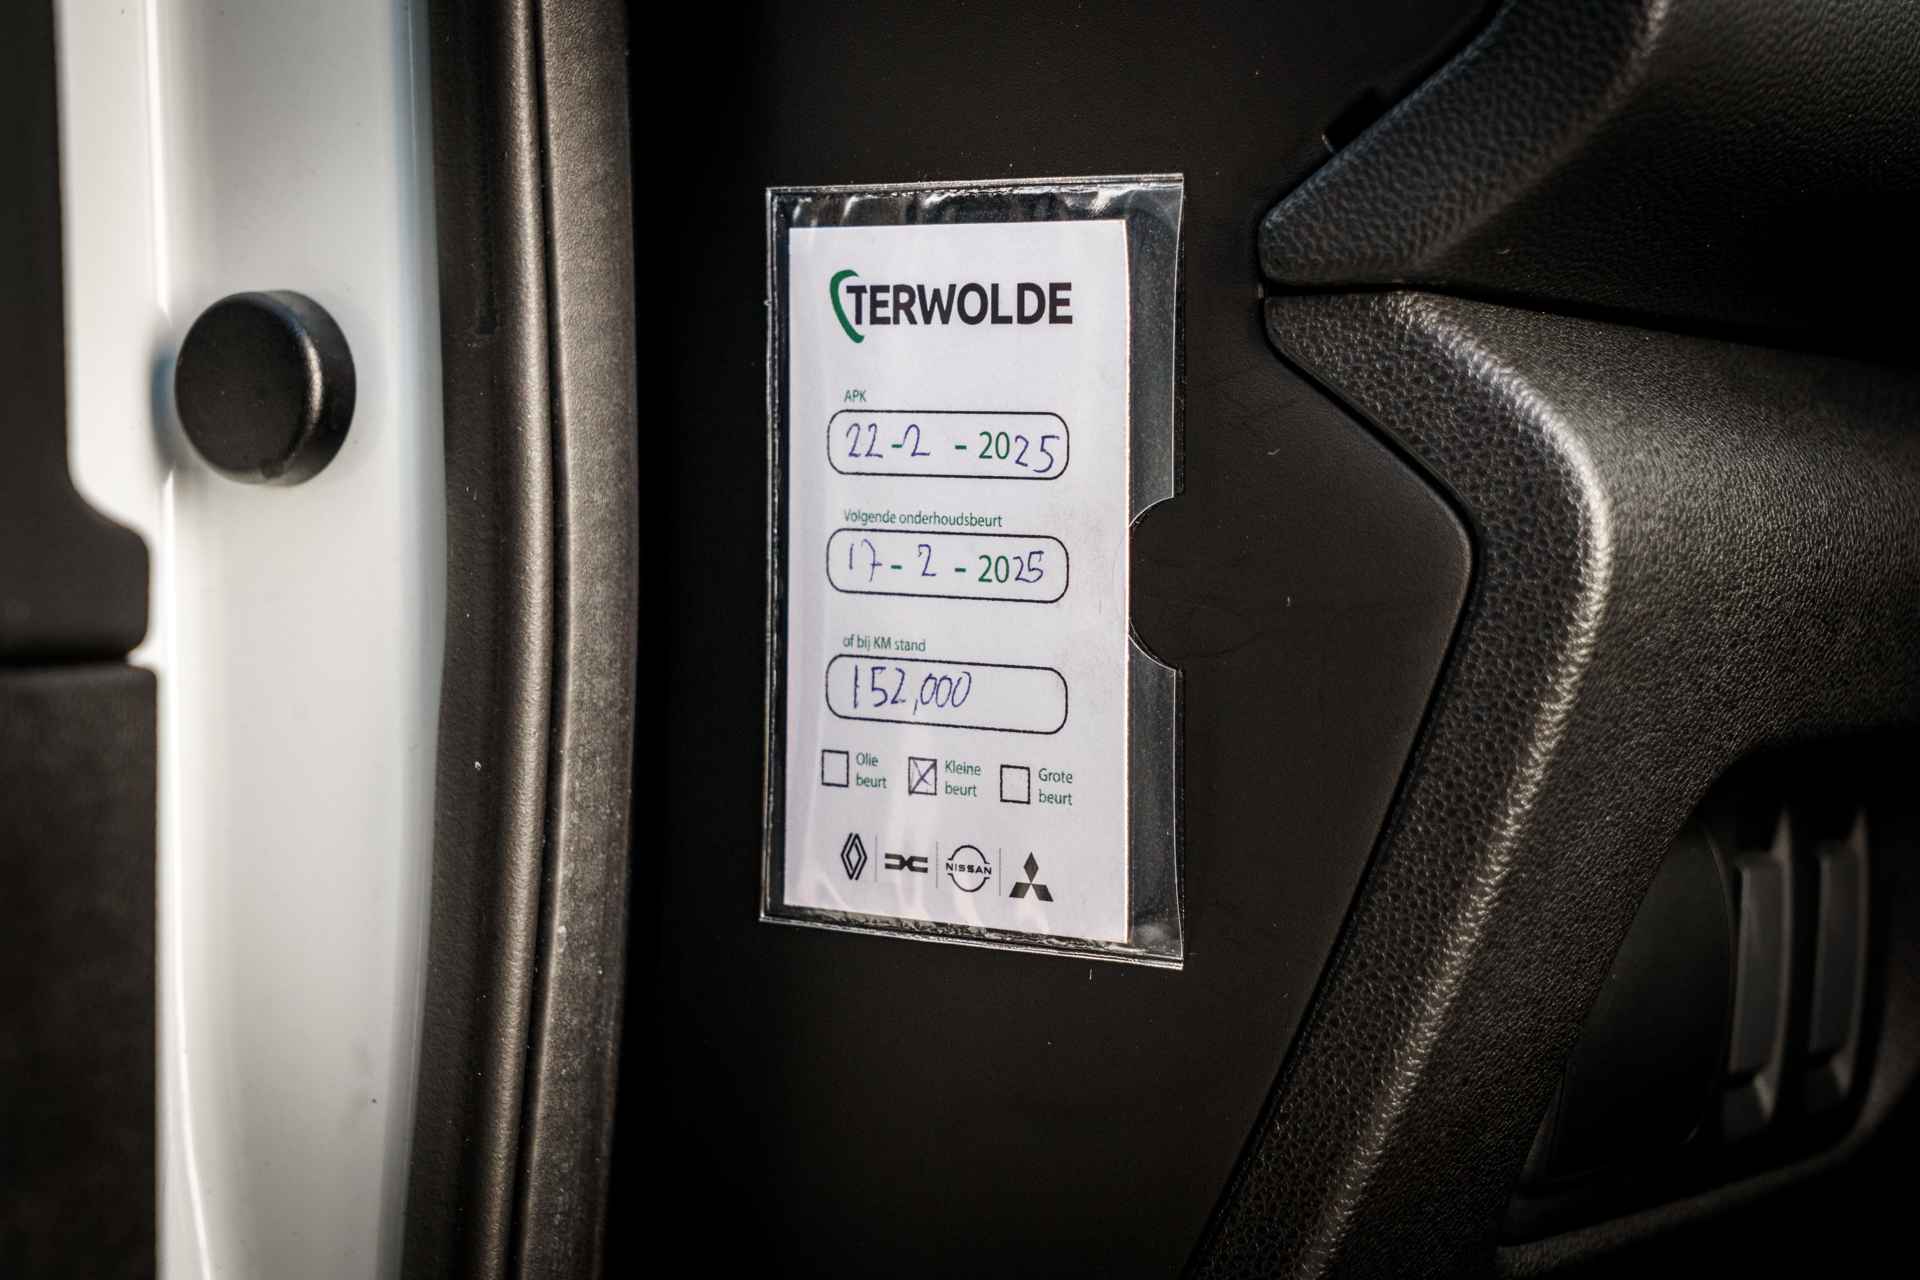 TERWOLDE
APK
22-2 - 2025
Volgende onderhoudsbeurt
17- 2 - 2025
of bij KM stand
152,000
Olie beurt
Kleine beurt
Grote beurt
NISSAN